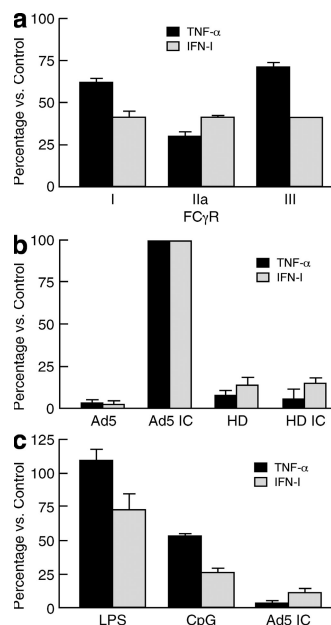 a
TNF-α
IFN-I
Percentage vs. Control
100
75
50
25
0
I IIa III
FCγR
b
TNF-α
IFN-I
Percentage vs. Control
100
75
50
25
0
Ad5 Ad5 IC HD HD IC
c
TNF-α
IFN-I
Percentage vs. Control
125
100
75
50
25
0
LPS CpG Ad5 IC